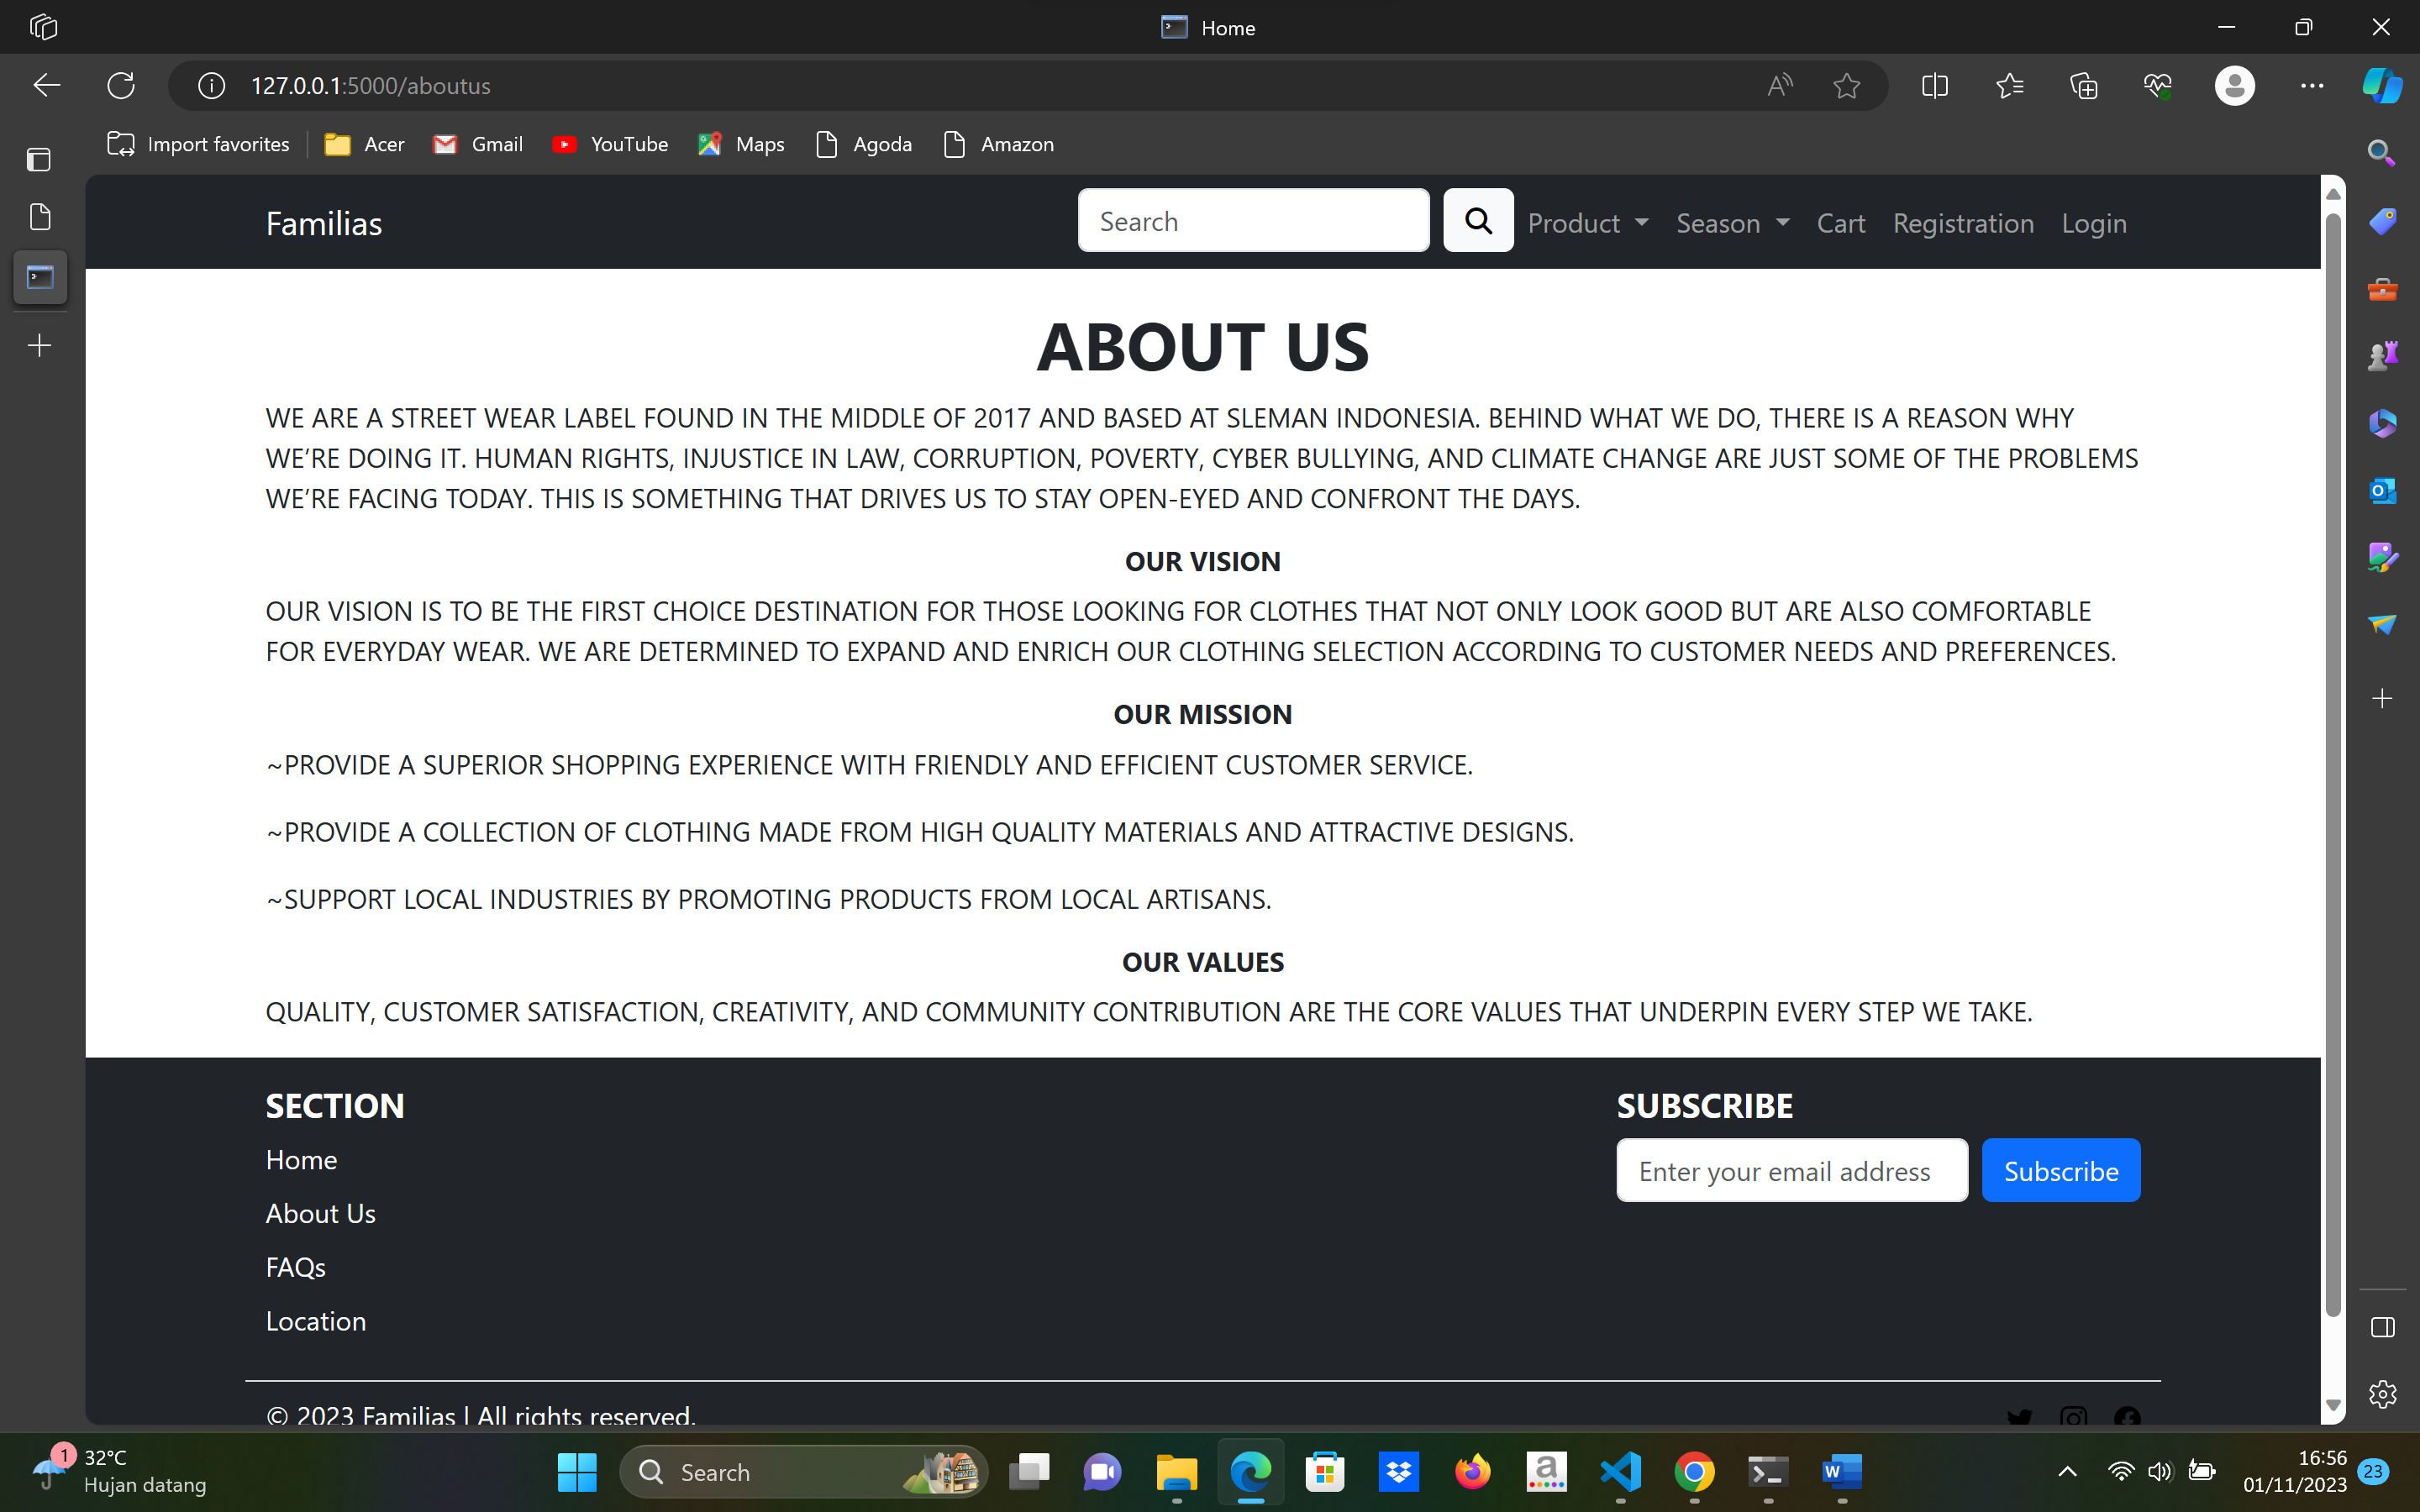 Home
127.0.0.1:5000/aboutus
Import favorites Acer Gmail YouTube Maps Agoda Amazon
Familias Search Product Season Cart Registration Login
ABOUT US
WE ARE A STREET WEAR LABEL FOUND IN THE MIDDLE OF 2017 AND BASED AT SLEMAN INDONESIA. BEHIND WHAT WE DO, THERE IS A REASON WHY
WE’RE DOING IT. HUMAN RIGHTS, INJUSTICE IN LAW, CORRUPTION, POVERTY, CYBER BULLYING, AND CLIMATE CHANGE ARE JUST SOME OF THE PROBLEMS
WE’RE FACING TODAY. THIS IS SOMETHING THAT DRIVES US TO STAY OPEN-EYED AND CONFRONT THE DAYS.
OUR VISION
OUR VISION IS TO BE THE FIRST CHOICE DESTINATION FOR THOSE LOOKING FOR CLOTHES THAT NOT ONLY LOOK GOOD BUT ARE ALSO COMFORTABLE
FOR EVERYDAY WEAR. WE ARE DETERMINED TO EXPAND AND ENRICH OUR CLOTHING SELECTION ACCORDING TO CUSTOMER NEEDS AND PREFERENCES.
OUR MISSION
~PROVIDE A SUPERIOR SHOPPING EXPERIENCE WITH FRIENDLY AND EFFICIENT CUSTOMER SERVICE.
~PROVIDE A COLLECTION OF CLOTHING MADE FROM HIGH QUALITY MATERIALS AND ATTRACTIVE DESIGNS.
~SUPPORT LOCAL INDUSTRIES BY PROMOTING PRODUCTS FROM LOCAL ARTISANS.
OUR VALUES
QUALITY, CUSTOMER SATISFACTION, CREATIVITY, AND COMMUNITY CONTRIBUTION ARE THE CORE VALUES THAT UNDERPIN EVERY STEP WE TAKE.
SECTION
Home
About Us
FAQs
Location
SUBSCRIBE
Enter your email address Subscribe
© 2023 Familias | All rights reserved.
1 32°C
Hujan datang
Search
16:56
01/11/2023 23